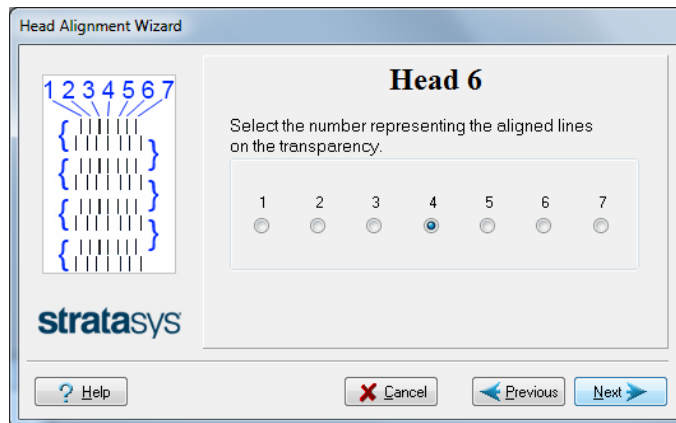 Head Alignment Wizard
1 2 3 4 5 6 7
Head 6
Select the number representing the aligned lines
on the transparency.
1 2 3 4 5 6 7
stratasys
? Help
Cancel
Previous
Next